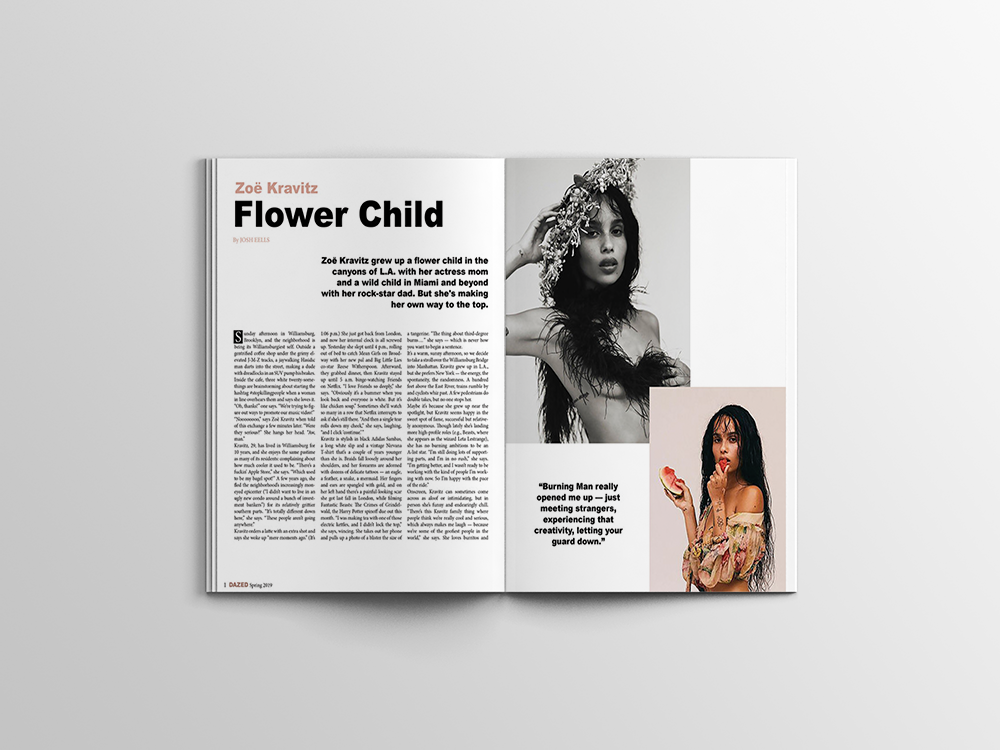 Zoë Kravitz
Flower Child
By JOSH EELLS
Zoë Kravitz grew up a flower child in the
canyons of L.A. with her actress mom
and a wild child in Miami and beyond
with her rock-star dad. But she's making
her own way to the top.
Sunday afternoon in Williamsburg,
Brooklyn, and the neighborhood is
being its Williamsburgiest self. Outside a
gentrified coffee shop under the grimy el-
evated J-M-Z tracks, a jaywalking Hasidic
man darts into the street, making a dude
with dreadlocks in an SUV pump his brakes.
Inside the cafe, three white twenty-some-
things are brainstorming about starting the
hashtag #stopkillingpeople when a woman
in line overhears them and says she loves it.
"Oh, thanks!" one says. "We're trying to fig-
ure out ways to promote our music video!"
"Nooooooo," says Zoë Kravitz when told
of this exchange a few minutes later. "Were
they serious?" She hangs her head. "Aw,
man."
Kravitz, 29, has lived in Williamsburg for
10 years, and she enjoys the same pastime
as many of its residents: complaining about
how much cooler it used to be. "There's a
fuckin' Apple Store," she says. "Which used
to be my bagel spot!" A few years ago, she
fled the neighborhood's increasingly mon-
eyed epicenter ("I didn't want to live in an
ugly new condo around a bunch of invest-
ment bankers") for its relatively grittier
southern parts. "It's totally different down
here," she says. "These people aren't going
anywhere."
Kravitz orders a latte with an extra shot and
says she woke up "mere moments ago." (It's
1:06 p.m.) She just got back from London,
and now her internal clock is all screwed
up. Yesterday she slept until 4 p.m., rolling
out of bed to catch Mean Girls on Broad-
way with her new pal and Big Little Lies
co-star Reese Witherspoon. Afterward,
they grabbed dinner, then Kravitz stayed
up until 5 a.m. binge-watching Friends
on Netflix. "I love Friends so deeply," she
says. "Obviously it's a bummer when you
look back and everyone is white. But it's
like chicken soup." Sometimes she'll watch
so many in a row that Netflix interrupts to
ask if she's still there. "And then a single tear
rolls down my cheek," she says, laughing,
"and I click 'continue.'"
Kravitz is stylish in black Adidas Sambas,
a long white slip and a vintage Nirvana
T-shirt that's a couple of years younger
than she is. Braids fall loosely around her
shoulders, and her forearms are adorned
with dozens of delicate tattoos — an eagle,
a feather, a snake, a mermaid. Her fingers
and ears are spangled with gold, and on
her left hand there's a painful-looking scar
she got last fall in London, while filming
Fantastic Beasts: The Crimes of Grindel-
wald, the Harry Potter spinoff due out this
month. "I was making tea with one of those
electric kettles, and I didn't lock the top,"
she says, wincing. She takes out her phone
and pulls up a photo of a blister the size of
a tangerine. "The thing about third-degree
burns ..." she says — which is never how
you want to begin a sentence.
It's a warm, rainy afternoon, so we decide
to take a stroll over the Williamsburg Bridge
into Manhattan. Kravitz grew up in L.A.,
but she prefers New York — the energy, the
spontaneity, the randomness. A hundred
feet above the East River, trains rumble by
and cyclists whiz past. A few pedestrians do
double takes, but no one stops her.
Maybe it's because she grew up near the
spotlight, but Kravitz seems happy in the
sweet spot of fame, successful but relative-
ly anonymous. Though lately she's landing
more high-profile roles (e.g., Beasts, where
she appears as the wizard Leta Lestrange),
she has no burning ambitions to be an
A-list star. "I'm still doing lots of support-
ing parts, and I'm in no rush," she says.
"I'm getting better, and I wasn't ready to be
working with the kind of people I'm work-
ing with now. So I'm happy with the pace
of the ride."
Onscreen, Kravitz can sometimes come
across as aloof or intimidating, but in
person she's funny and endearingly chill.
"There's this Kravitz family thing where
people think we're really cool and serious,
which always makes me laugh — because
we're some of the goofiest people in the
world," she says. She loves burritos and
"Burning Man really
opened me up — just
meeting strangers,
experiencing that
creativity, letting your
guard down."
1 DAZED Spring 2019